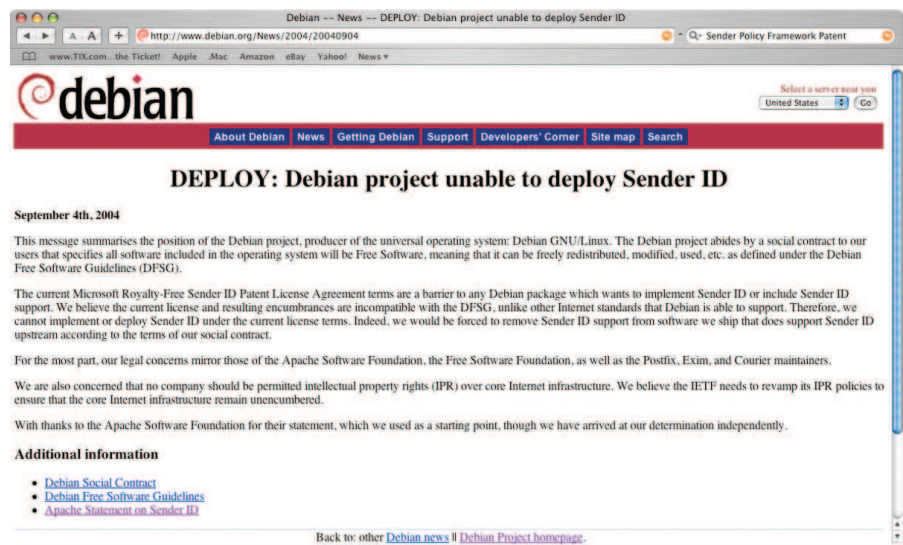 Debian -- News -- DEPLOY: Debian project unable to deploy Sender ID
A A + http://www.debian.org/News/2004/20040904 Q- Sender Policy Framework Patent
www.TIX.com...the Ticket! Apple .Mac Amazon eBay Yahoo! News ▾
debian
Select a server near you
United States Go
About Debian News Getting Debian Support Developers' Corner Site map Search
DEPLOY: Debian project unable to deploy Sender ID
September 4th, 2004
This message summarises the position of the Debian project, producer of the universal operating system: Debian GNU/Linux. The Debian project abides by a social contract to our
users that specifies all software included in the operating system will be Free Software, meaning that it can be freely redistributed, modified, used, etc. as defined under the Debian
Free Software Guidelines (DFSG).
The current Microsoft Royalty-Free Sender ID Patent License Agreement terms are a barrier to any Debian package which wants to implement Sender ID or include Sender ID
support. We believe the current license and resulting encumbrances are incompatible with the DFSG, unlike other Internet standards that Debian is able to support. Therefore, we
cannot implement or deploy Sender ID under the current license terms. Indeed, we would be forced to remove Sender ID support from software we ship that does support Sender ID
upstream according to the terms of our social contract.
For the most part, our legal concerns mirror those of the Apache Software Foundation, the Free Software Foundation, as well as the Postfix, Exim, and Courier maintainers.
We are also concerned that no company should be permitted intellectual property rights (IPR) over core Internet infrastructure. We believe the IETF needs to revamp its IPR policies to
ensure that the core Internet infrastructure remain unencumbered.
With thanks to the Apache Software Foundation for their statement, which we used as a starting point, though we have arrived at our determination independently.
Additional information
• Debian Social Contract
• Debian Free Software Guidelines
• Apache Statement on Sender ID
Back to: other Debian news || Debian Project homepage.